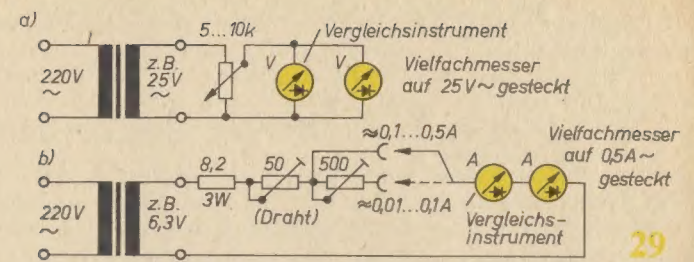 a)
5...10k
Vergleichsinstrument
220V
~
z.B.
25V
~
V
V
Vielfachmesser
auf 25V~ gesteckt
b)
≈0,1...0,5A
Vielfachmesser
auf 0,5A~
gesteckt
8,2
3W
50
(Draht)
500
≈0,01...0,1A
A
A
220V
~
z.B.
6,3V
Vergleichs-
instrument
29